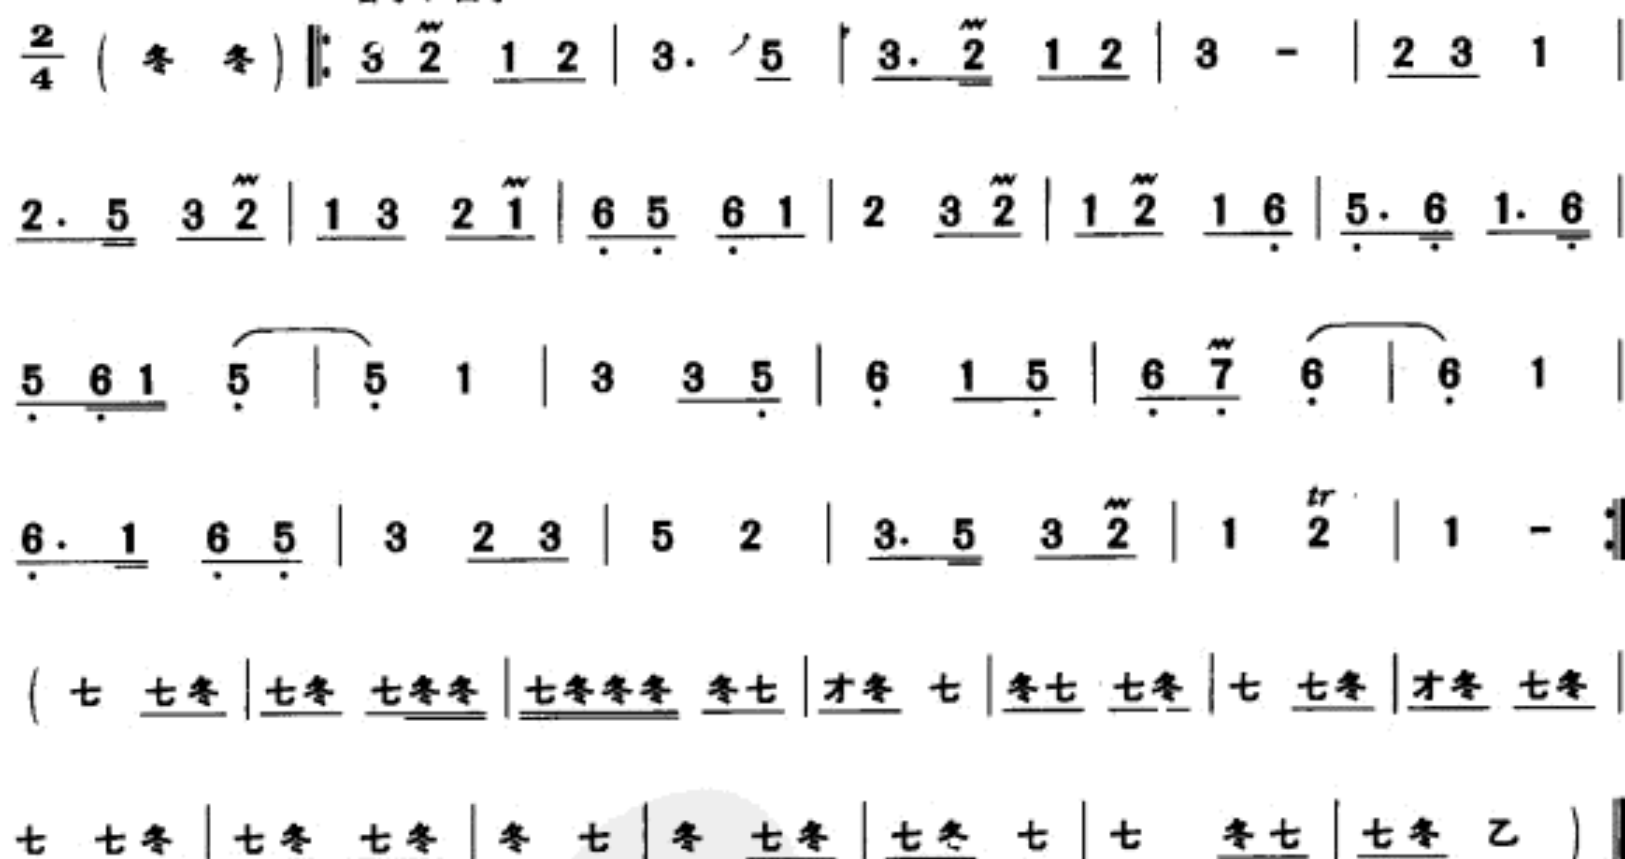 2/4 ( 冬 冬 ) ‖: 3 2 1 2 | 3. 5 | 3. 2 1 2 | 3 - | 2 3 1 |
2. 5 3 2 | 1 3 2 1 | 6 5 6 1 | 2 3 2 | 1 2 1 6 | 5. 6 1. 6 |
5 6 1 5 | 5 1 | 3 3 5 | 6 1 5 | 6 7 6 | 6 1 |
6. 1 6 5 | 3 2 3 | 5 2 | 3. 5 3 2 | 1 tr 2 | 1 - :‖
( 七 七冬 | 七冬 七冬冬 | 七冬冬冬 冬七 | 才冬 七 | 冬七 七冬 | 七 七冬 | 才冬 七冬 |
七 七冬 | 七冬 七冬 | 冬 七 | 冬 七冬 | 七冬 七 | 七 冬七 | 七冬 乙 ) ‖